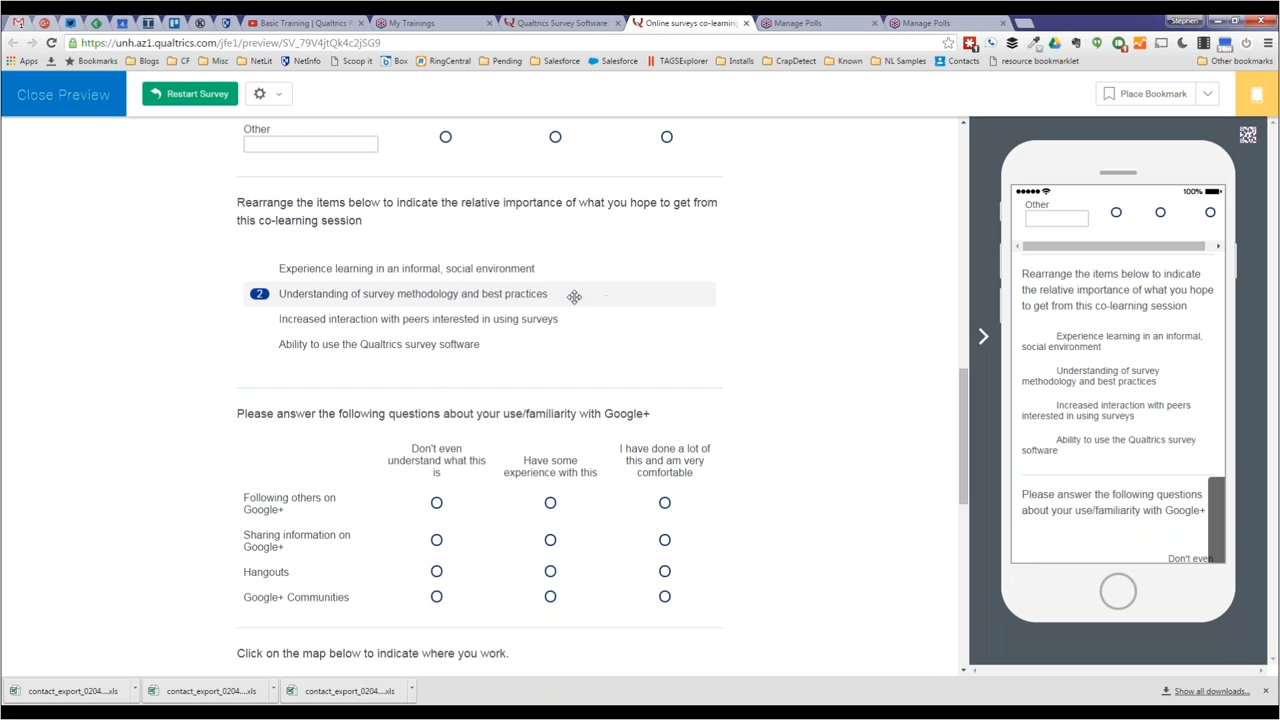 Basic Training | Qualtrics
My Trainings
Qualtrics Survey Software
Online surveys co-learning
Manage Polls
Manage Polls
Stephen
https://unh.az1.qualtrics.com/jfe1/preview/SV_79V4jtQk4c2jSG9
Apps
Bookmarks
Blogs
CF
Misc
NetLit
NetInfo
Scoop it
Box
RingCentral
Pending
Salesforce
Salesforce
TAGSExplorer
Installs
CrapDetect
Known
NL Samples
Contacts
resource bookmarklet
Other bookmarks
Close Preview
Restart Survey
Place Bookmark
Other
Rearrange the items below to indicate the relative importance of what you hope to get from
this co-learning session
Experience learning in an informal, social environment
2 Understanding of survey methodology and best practices
Increased interaction with peers interested in using surveys
Ability to use the Qualtrics survey software
Please answer the following questions about your use/familiarity with Google+
Don't even
understand what this
is
Have some
experience with this
I have done a lot of
this and am very
comfortable
Following others on
Google+
Sharing information on
Google+
Hangouts
Google+ Communities
Click on the map below to indicate where you work.
100%
Other
Rearrange the items below to indicate
the relative importance of what you hope
to get from this co-learning session
Experience learning in an informal,
social environment
Understanding of survey
methodology and best practices
Increased interaction with peers
interested in using surveys
Ability to use the Qualtrics survey
software
Please answer the following questions
about your use/familiarity with Google+
Don't even
contact_export_0204....xls
contact_export_0204....xls
contact_export_0204....xls
Show all downloads...